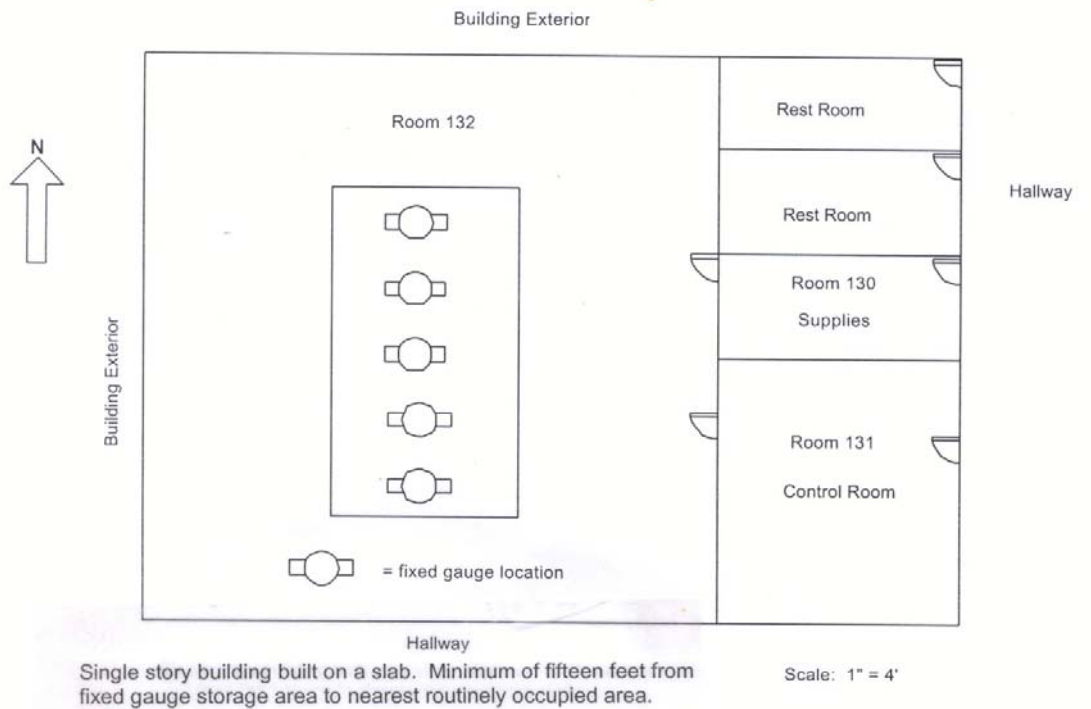 Building Exterior
Room 132
Rest Room
N
Rest Room
Hallway
Room 130
Supplies
Building Exterior
Room 131
Control Room
= fixed gauge location
Hallway
Single story building built on a slab. Minimum of fifteen feet from
fixed gauge storage area to nearest routinely occupied area.
Scale: 1" = 4'